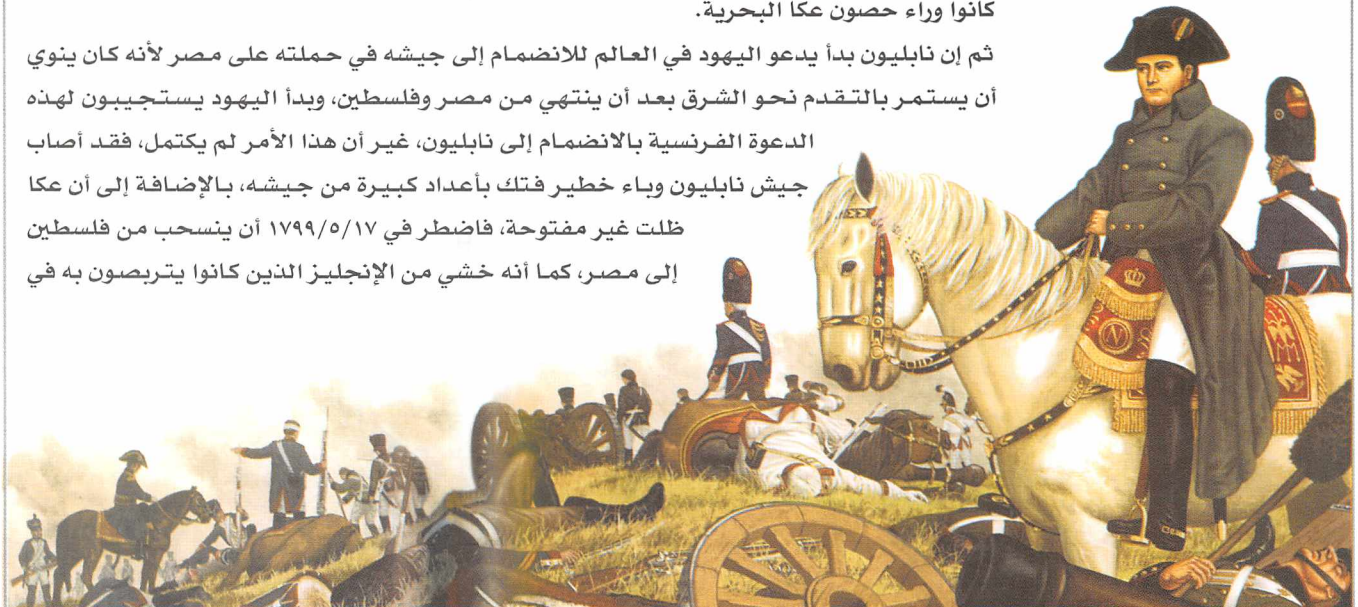 كانوا وراء حصون عكا البحرية.
ثم إن نابليون بدأ يدعو اليهود في العالم للانضمام إلى جيشه في حملته على مصر لأنه كان ينوي
أن يستمر بالتقدم نحو الشرق بعد أن ينتهي من مصر وفلسطين، وبدأ اليهود يستجيبون لهذه
الدعوة الفرنسية بالانضمام إلى نابليون، غير أن هذا الأمر لم يكتمل، فقد أصاب
جيش نابليون وباء خطير فتك بأعداد كبيرة من جيشه، بالإضافة إلى أن عكا
ظلت غير مفتوحة، فاضطر في ١٧٩٩/٥/١٧ أن ينسحب من فلسطين
إلى مصر، كما أنه خشي من الإنجليز الذين كانوا يتربصون به في
N